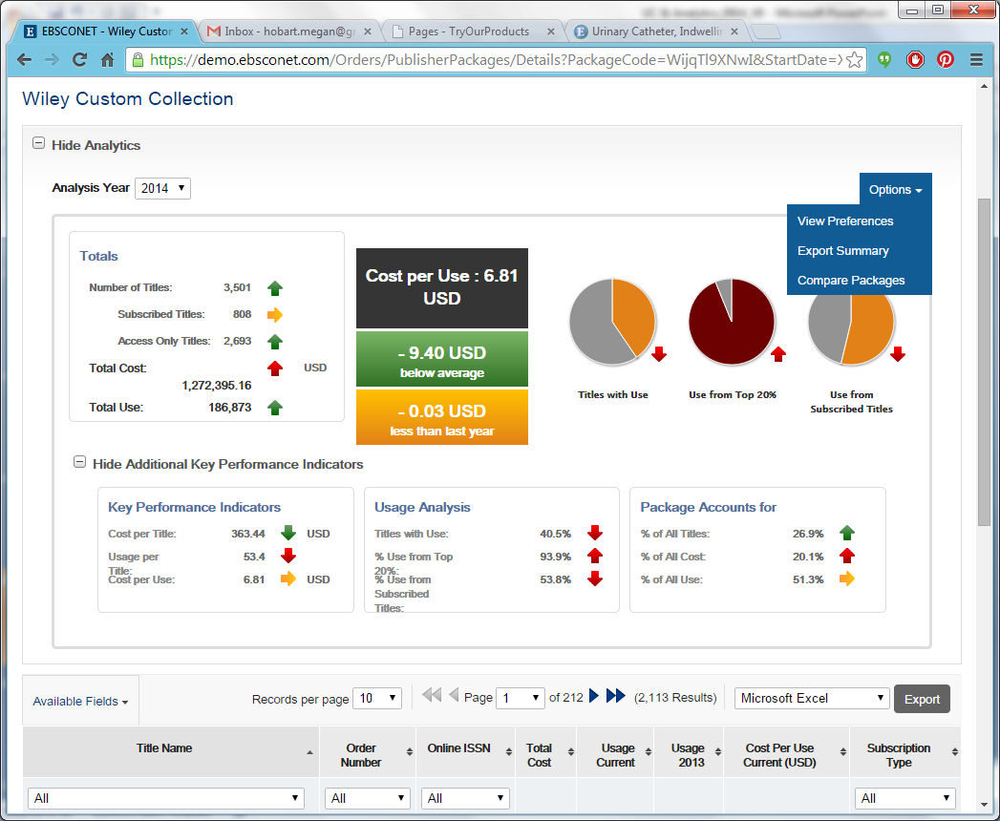 EBSCONET - Wiley Custor
Inbox - hobart.megan@gr
Pages - TryOurProducts
Urinary Catheter, Indwellin
https://demo.ebsconet.com/Orders/PublisherPackages/Details?PackageCode=WijqTl9XNwI&StartDate=X
Wiley Custom Collection
Hide Analytics
Analysis Year 2014
Options
View Preferences
Export Summary
Compare Packages
Totals
Number of Titles: 3,501
Subscribed Titles: 808
Access Only Titles: 2,693
Total Cost: USD
1,272,395.16
Total Use: 186,873
Cost per Use : 6.81
USD
- 9.40 USD
below average
- 0.03 USD
less than last year
Titles with Use
Use from Top 20%
Use from
Subscribed Titles
Hide Additional Key Performance Indicators
Key Performance Indicators
Cost per Title: 363.44 USD
Usage per 53.4
Title:
Cost per Use: 6.81 USD
Usage Analysis
Titles with Use: 40.5%
% Use from Top 93.9%
20%:
% Use from 53.8%
Subscribed
Titles:
Package Accounts for
% of All Titles: 26.9%
% of All Cost: 20.1%
% of All Use: 51.3%
Available Fields
Records per page 10
Page 1 of 212 (2,113 Results)
Microsoft Excel
Export
Title Name
Order
Number
Online ISSN
Total
Cost
Usage
Current
Usage
2013
Cost Per Use
Current (USD)
Subscription
Type
All
All
All
All